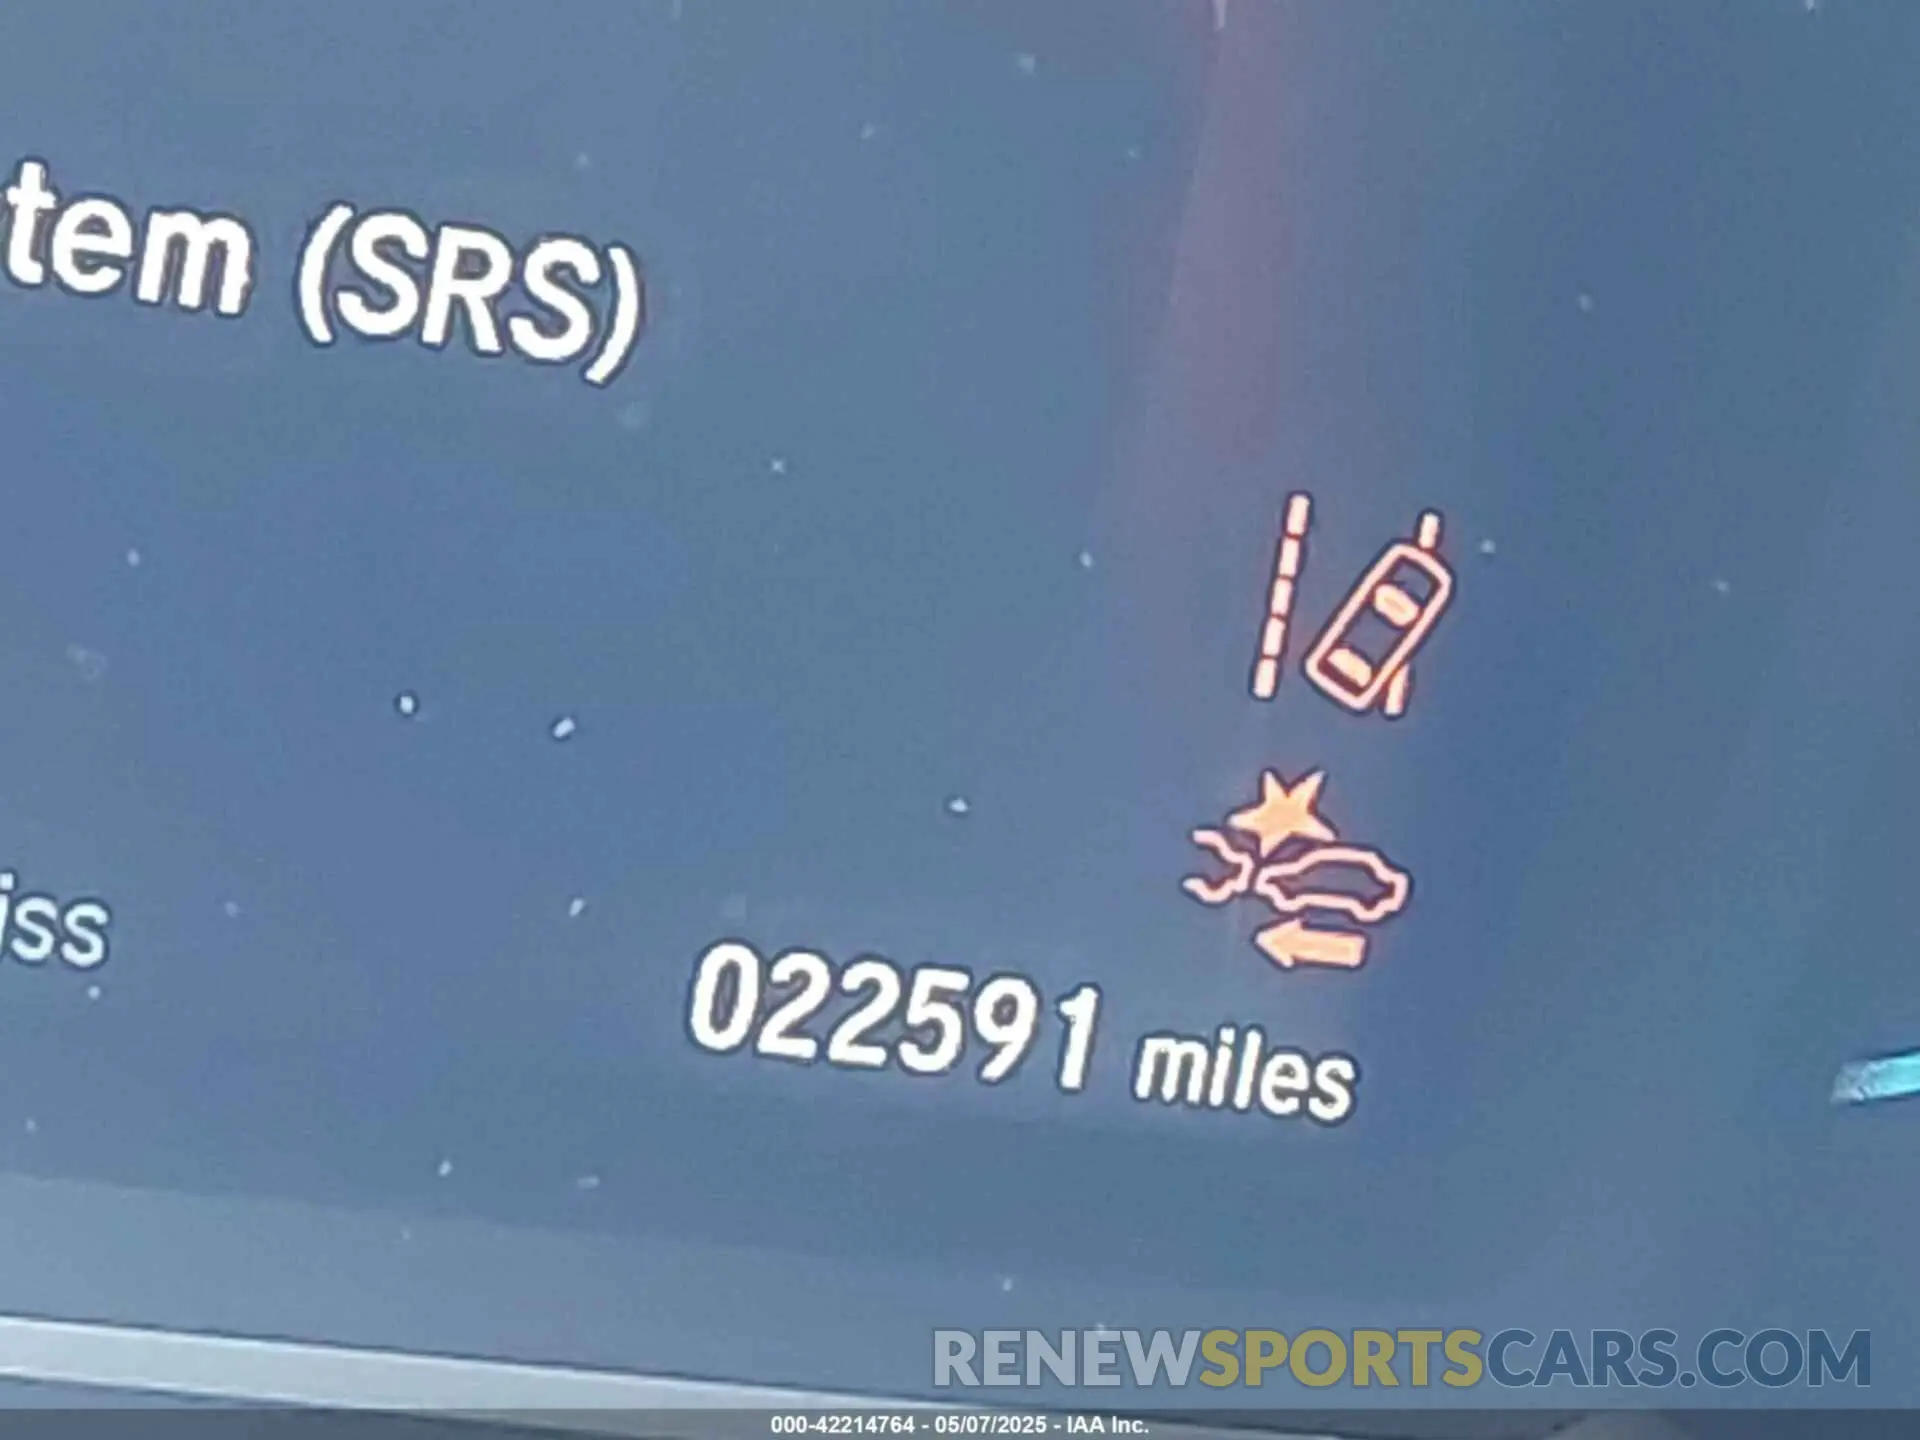 tem (SRS)
iss
022591 miles
RENEWSPORTSCARS.COM
000-42214764 - 05/07/2025 - IAA Inc.